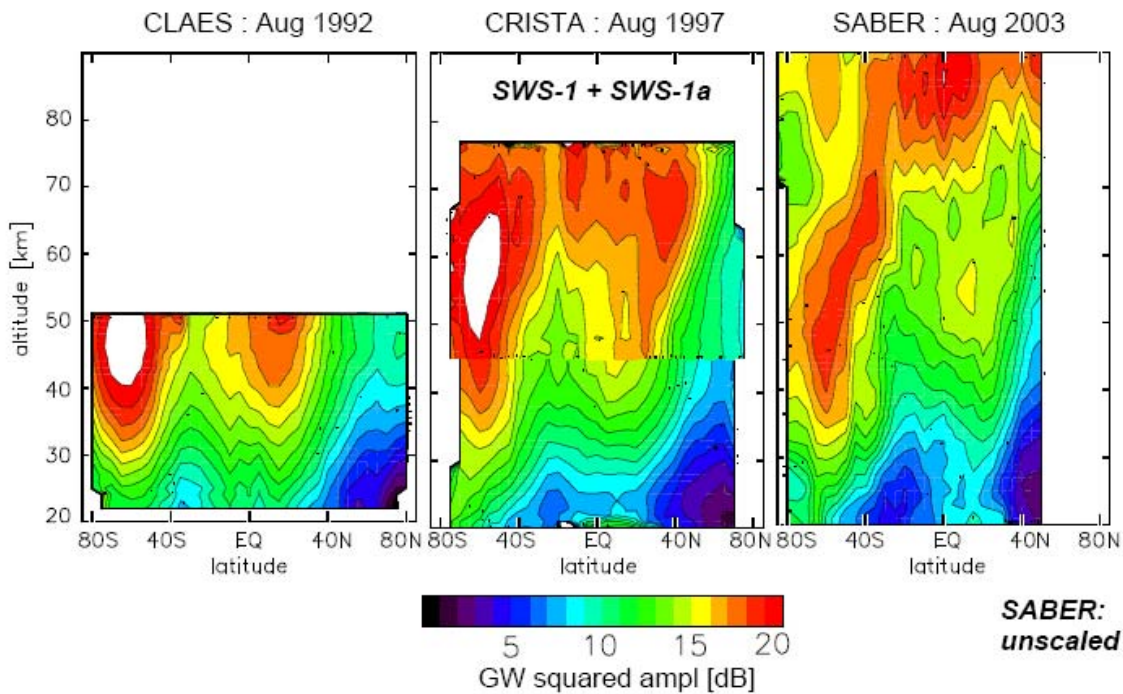 CLAES : Aug 1992
CRISTA : Aug 1997
SABER : Aug 2003
SWS-1 + SWS-1a
altitude [km]
80
70
60
50
40
30
20
80S 40S EQ 40N 80N
latitude
80S 40S EQ 40N 80N
latitude
80S 40S EQ 40N 80N
latitude
5 10 15 20
GW squared ampl [dB]
SABER:
unscaled